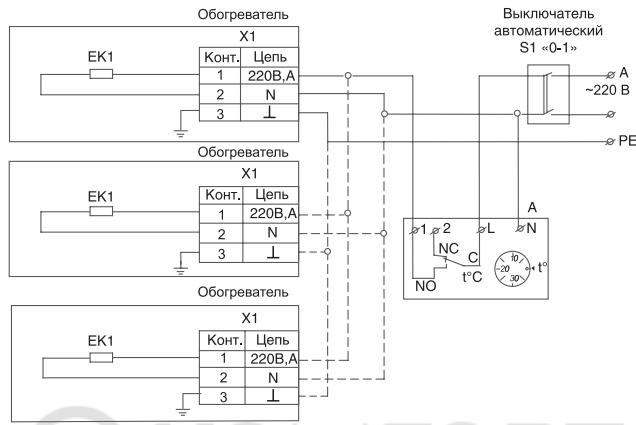 Обогреватель
X1
EK1
Конт. Цепь
1 220В,А
2 N
3 ⊥
Обогреватель
X1
EK1
Конт. Цепь
1 220В,А
2 N
3 ⊥
Обогреватель
X1
EK1
Конт. Цепь
1 220В,А
2 N
3 ⊥
Выключатель
автоматический
S1 «0-1»
А
~220 В
PE
А
1 2 L N
NC
C
t°C
NO
10
-20
30
t°